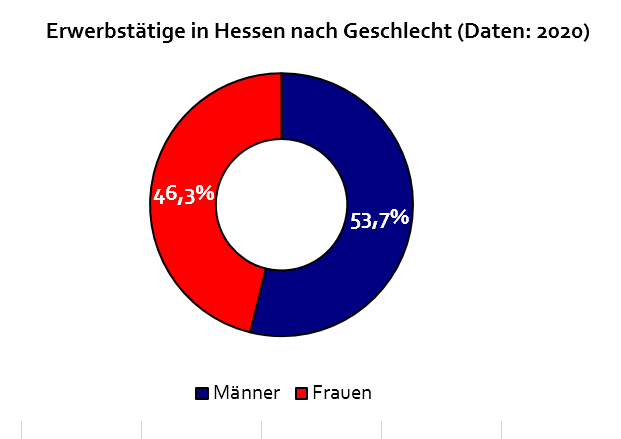 Erwerbstätige in Hessen nach Geschlecht (Daten: 2020)
46,3%
53,7%
Männer Frauen